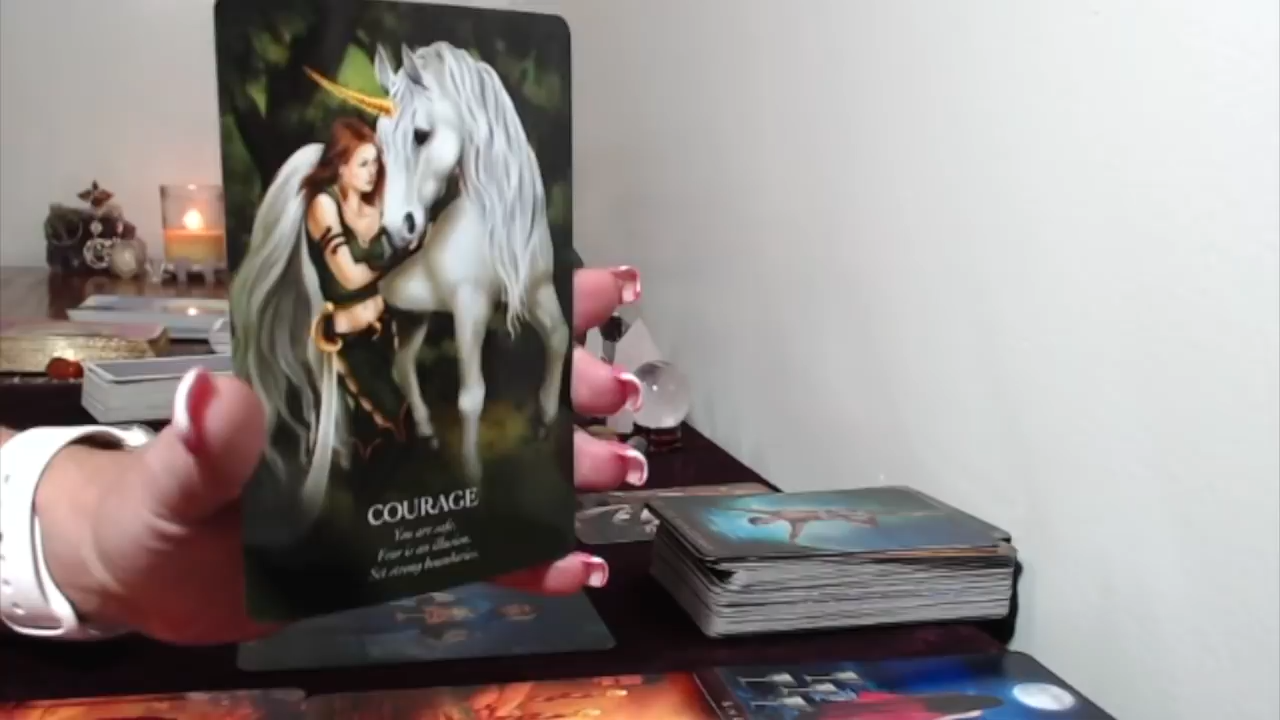 COURAGE
You are safe.
Fear is an illusion.
Set strong boundaries.